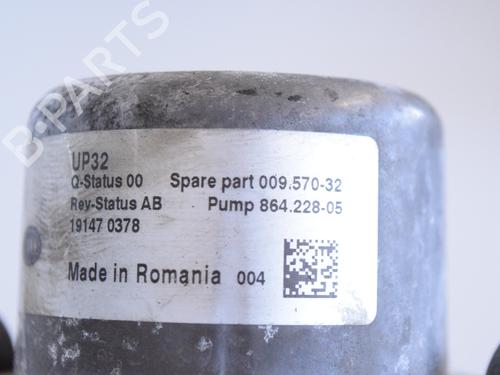 B-PARTS
UP32
Q-Status 00 Spare part 009.570-32
Rev-Status AB Pump 864.228-05
19147 0378
Made in Romania 004